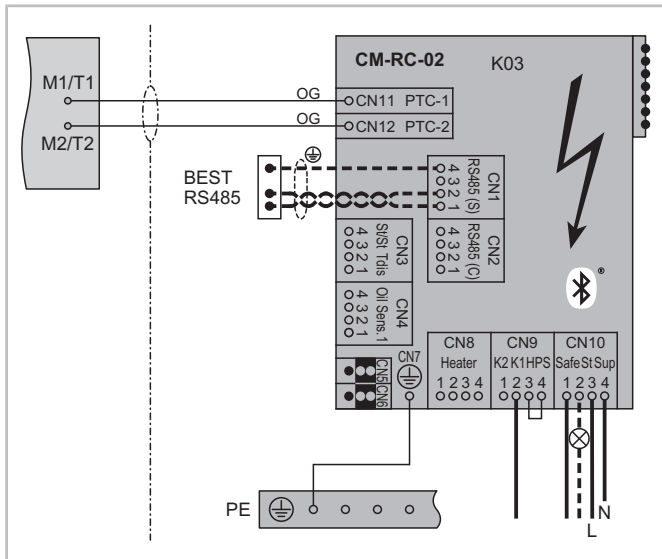 CM-RC-02 K03
M1/T1
OG CN11 PTC-1
OG CN12 PTC-2
M2/T2
BEST
RS485
4 3 2 1 RS485 (S) CN1
4 3 2 1 RS485 (C) CN2
4 3 2 1 St/St Tdis CN3
4 3 2 1 Oil Sens.1 CN4
CN5
CN6
CN7
CN8 CN9 CN10
Heater K2 K1 HPS Safe St Sup
1 2 3 4 1 2 3 4 1 2 3 4
PE
N
L
®